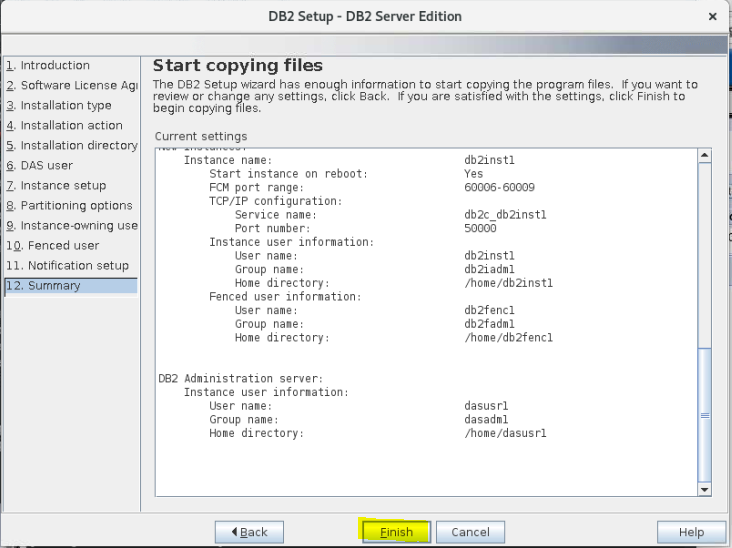 DB2 Setup - DB2 Server Edition
1. Introduction
2. Software License Agr
3. Installation type
4. Installation action
5. Installation directory
6. DAS user
7. Instance setup
8. Partitioning options
9. Instance-owning use
10. Fenced user
11. Notification setup
12. Summary
Start copying files
The DB2 Setup wizard has enough information to start copying the program files. If you want to
review or change any settings, click Back. If you are satisfied with the settings, click Finish to
begin copying files.
Current settings
New instances:
Instance name: db2inst1
Start instance on reboot: Yes
FCM port range: 60006-60009
TCP/IP configuration:
Service name: db2c_db2inst1
Port number: 50000
Instance user information:
User name: db2inst1
Group name: db2iadm1
Home directory: /home/db2inst1
Fenced user information:
User name: db2fenc1
Group name: db2fadm1
Home directory: /home/db2fenc1
DB2 Administration server:
Instance user information:
User name: dasusr1
Group name: dasadm1
Home directory: /home/dasusr1
Back Finish Cancel Help